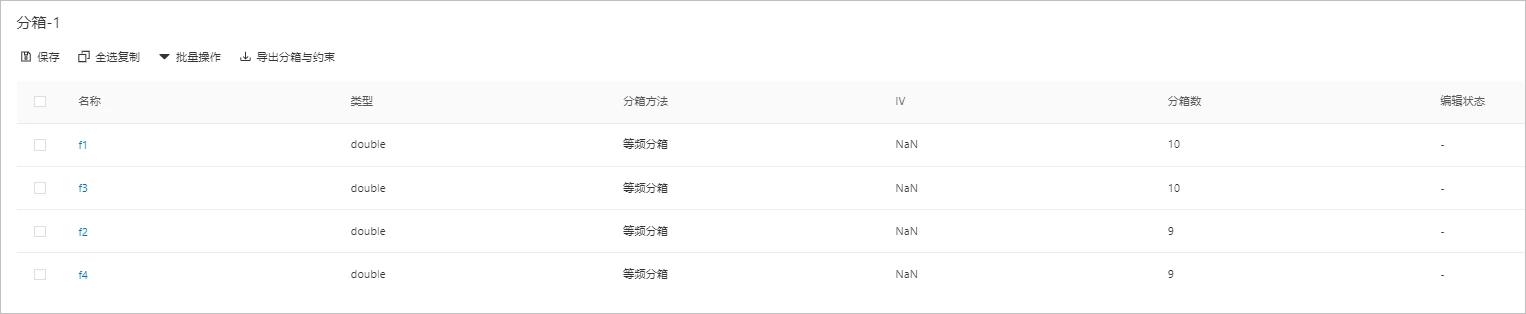 分箱-1
保存 全选复制 批量操作 导出分箱与约束
名称 类型 分箱方法 IV 分箱数 编辑状态
f1 double 等频分箱 NaN 10 -
f3 double 等频分箱 NaN 10 -
f2 double 等频分箱 NaN 9 -
f4 double 等频分箱 NaN 9 -